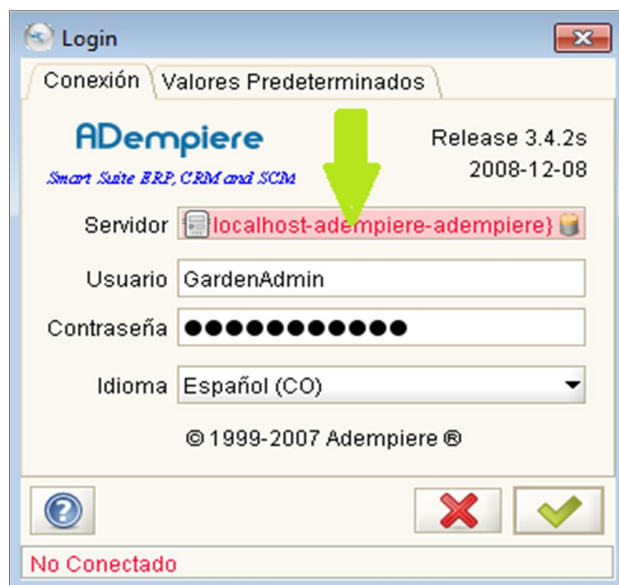 Login
Conexión
Valores Predeterminados
ADempiere
Smart Suite ERP, CRM and SCM
Release 3.4.2s
2008-12-08
Servidor
localhost-adempiere-adempiere}
Usuario
GardenAdmin
Contraseña
●●●●●●●●●●●
Idioma
Español (CO)
© 1999-2007 Adempiere ®
No Conectado